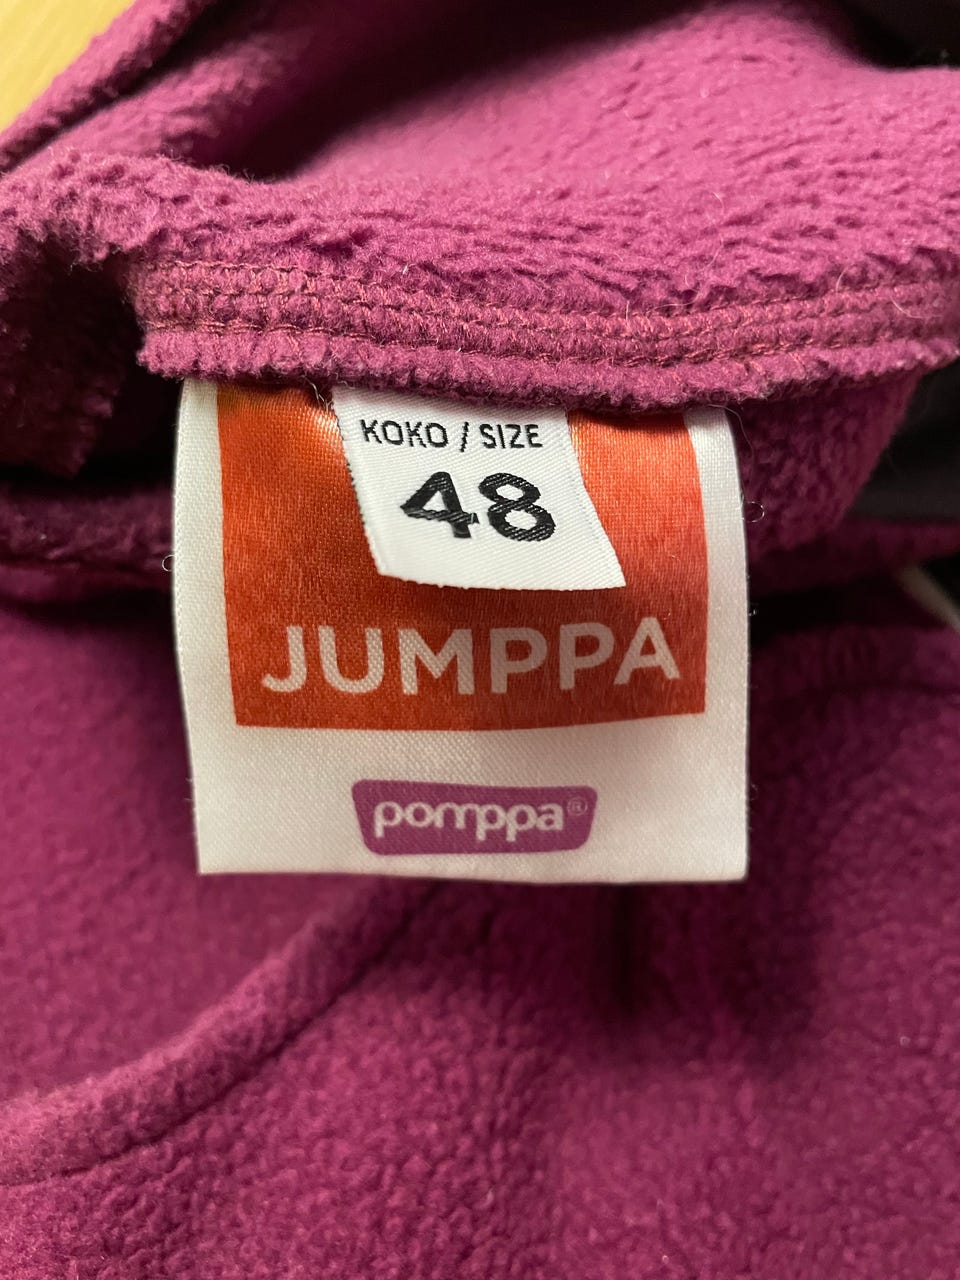 KOKO / SIZE
48
JUMPPA
pomppa®